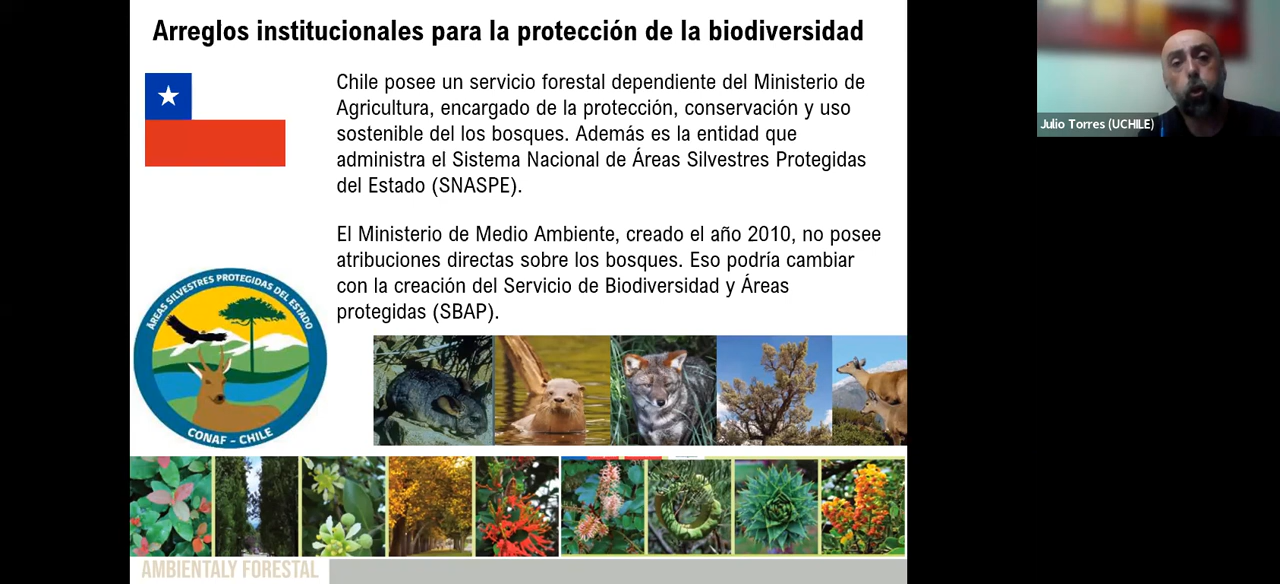 Arreglos institucionales para la protección de la biodiversidad
Chile posee un servicio forestal dependiente del Ministerio de
Agricultura, encargado de la protección, conservación y uso
sostenible del los bosques. Además es la entidad que
administra el Sistema Nacional de Áreas Silvestres Protegidas
del Estado (SNASPE).
El Ministerio de Medio Ambiente, creado el año 2010, no posee
atribuciones directas sobre los bosques. Eso podría cambiar
con la creación del Servicio de Biodiversidad y Áreas
protegidas (SBAP).
ÁREAS SILVESTRES PROTEGIDAS DEL ESTADO
CONAF - CHILE
AMBIENTALY FORESTAL
Julio Torres (UCHILE)